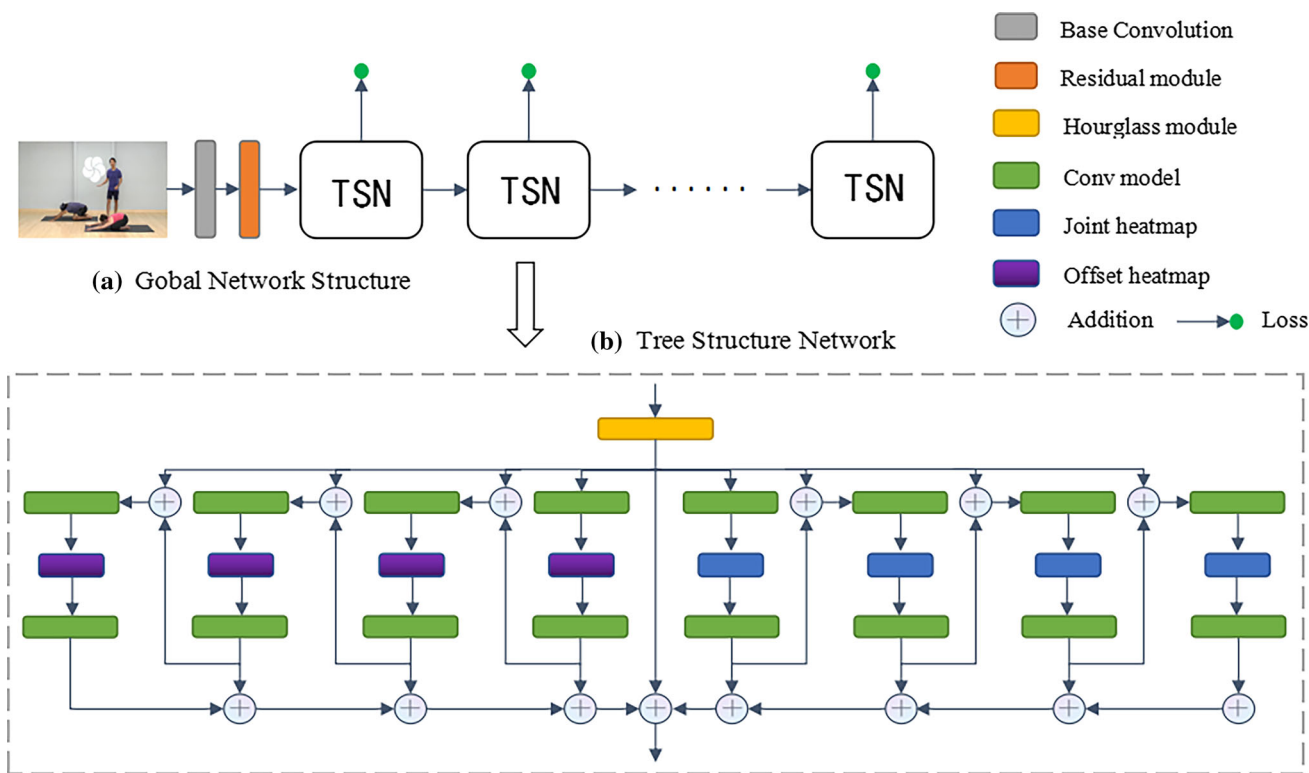 Base Convolution
Residual module
Hourglass module
Conv model
Joint heatmap
Offset heatmap
Addition
Loss
TSN
TSN
······
TSN
(a) Gobal Network Structure
(b) Tree Structure Network